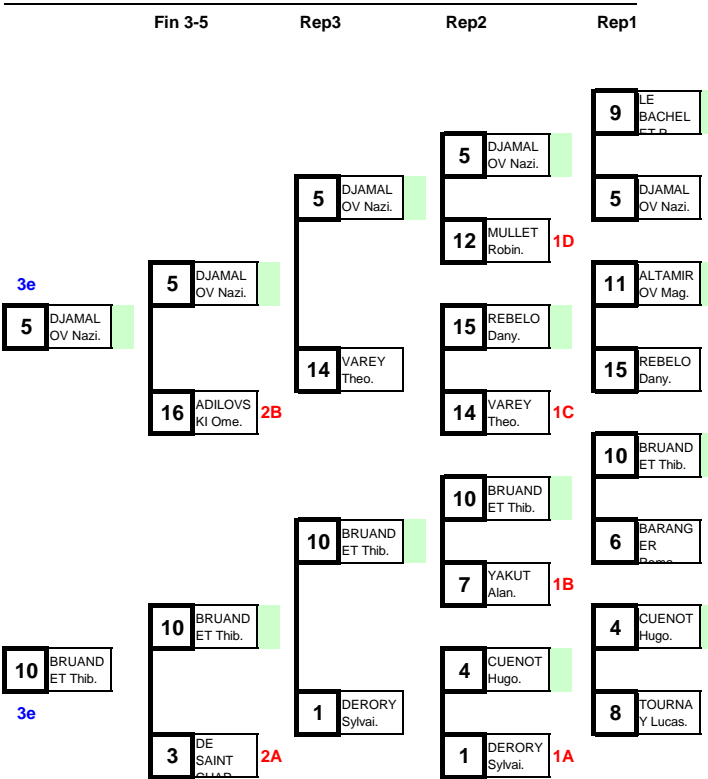 Fin 3-5 Rep3 Rep2 Rep1
9 LE
BACHEL
5 DJAMAL
OV Nazi.
5 DJAMAL
OV Nazi.
5 DJAMAL
OV Nazi.
12 MULLET
Robin. 1D
3e
5 DJAMAL
OV Nazi.
11 ALTAMIR
OV Mag.
5 DJAMAL
OV Nazi.
15 REBELO
Dany.
14 VAREY
Theo.
15 REBELO
Dany.
16 ADILOVS
KI Ome. 2B
14 VAREY
Theo. 1C
10 BRUAND
ET Thib.
10 BRUAND
ET Thib.
10 BRUAND
ET Thib.
6 BARANG
ER
7 YAKUT
Alan. 1B
10 BRUAND
ET Thib.
4 CUENOT
Hugo.
10 BRUAND
ET Thib.
4 CUENOT
Hugo.
3e
1 DERORY
Sylvai.
8 TOURNA
Y Lucas.
3 DE
SAINT 2A
1 DERORY
Sylvai. 1A